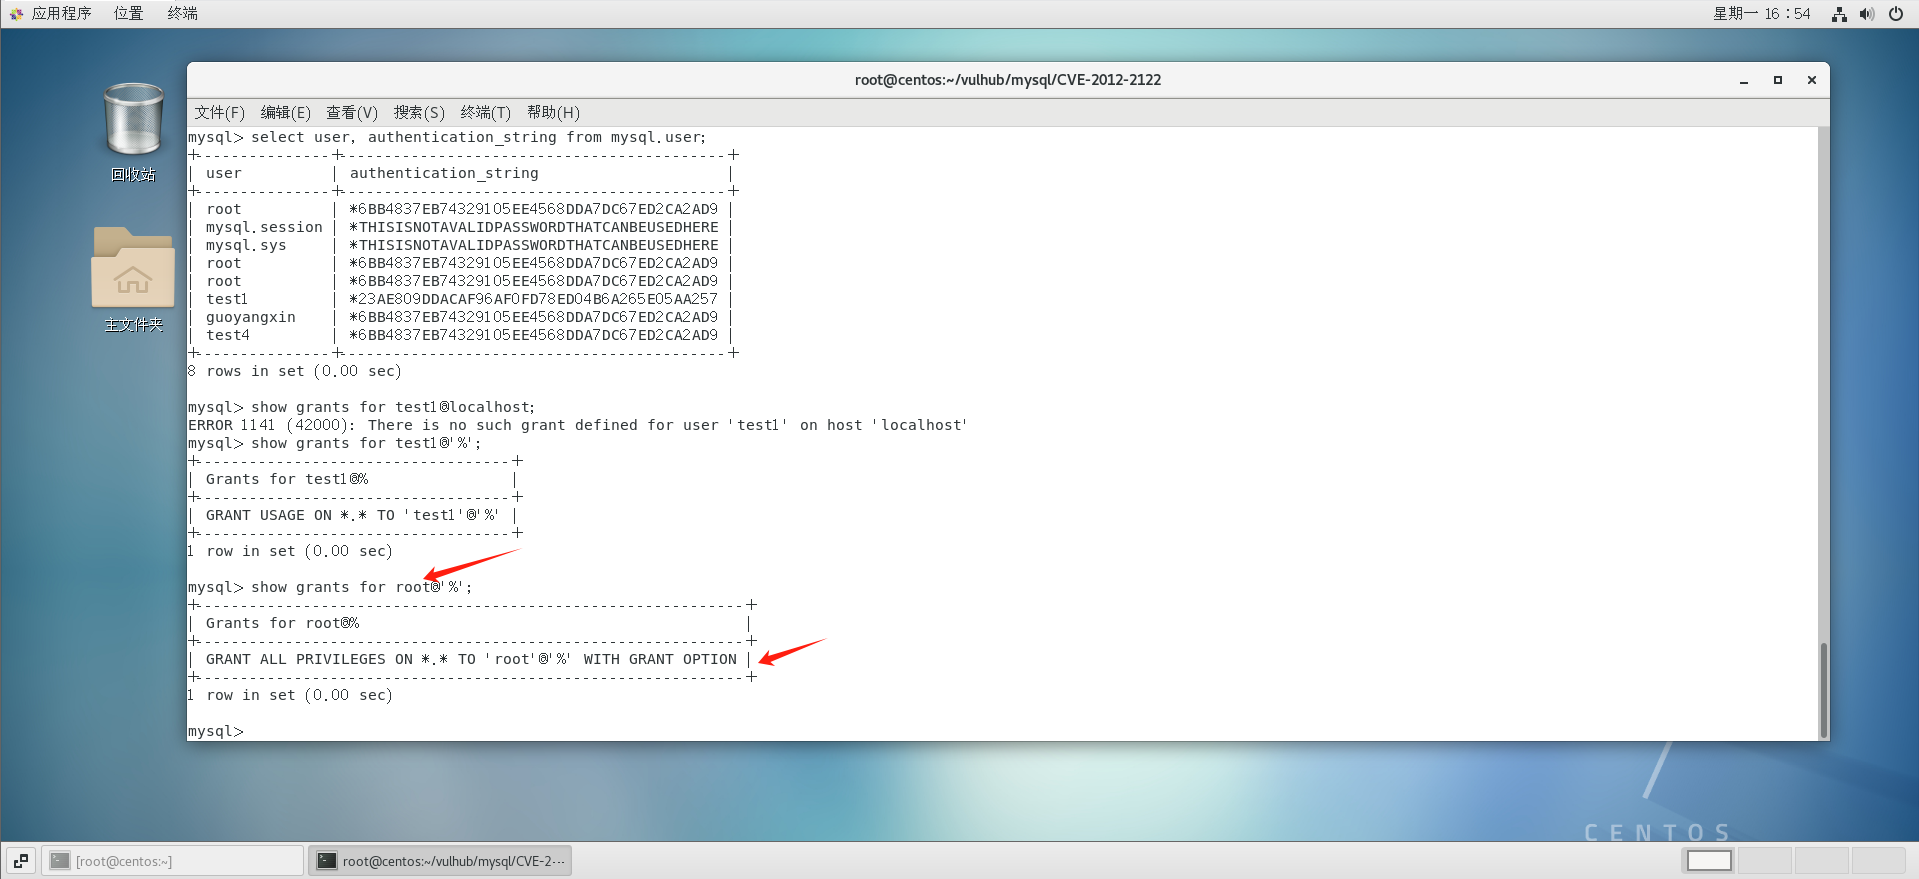 应用程序 位置 终端 星期一 16：54
回收站
主文件夹
root@centos:~/vulhub/mysql/CVE-2012-2122
文件(F) 编辑(E) 查看(V) 搜索(S) 终端(T) 帮助(H)
mysql> select user, authentication_string from mysql.user;
+---------------+-------------------------------------------+
| user          | authentication_string                     |
+---------------+-------------------------------------------+
| root          | *6BB4837EB74329105EE4568DDA7DC67ED2CA2AD9 |
| mysql.session | *THISISNOTAVALIDPASSWORDTHATCANBEUSEDHERE |
| mysql.sys     | *THISISNOTAVALIDPASSWORDTHATCANBEUSEDHERE |
| root          | *6BB4837EB74329105EE4568DDA7DC67ED2CA2AD9 |
| root          | *6BB4837EB74329105EE4568DDA7DC67ED2CA2AD9 |
| test1         | *23AE809DDACAF96AF0FD78ED04B6A265E05AA257 |
| guoyangxin    | *6BB4837EB74329105EE4568DDA7DC67ED2CA2AD9 |
| test4         | *6BB4837EB74329105EE4568DDA7DC67ED2CA2AD9 |
+---------------+-------------------------------------------+
8 rows in set (0.00 sec)
mysql> show grants for test1@localhost;
ERROR 1141 (42000): There is no such grant defined for user 'test1' on host 'localhost'
mysql> show grants for test1@'%';
+-----------------------------------+
| Grants for test1@%                |
+-----------------------------------+
| GRANT USAGE ON *.* TO 'test1'@'%' |
+-----------------------------------+
1 row in set (0.00 sec)
mysql> show grants for root@'%';
+-------------------------------------------------------------+
| Grants for root@%                                           |
+-------------------------------------------------------------+
| GRANT ALL PRIVILEGES ON *.* TO 'root'@'%' WITH GRANT OPTION |
+-------------------------------------------------------------+
1 row in set (0.00 sec)
mysql>
CENTOS
[root@centos:~] root@centos:~/vulhub/mysql/CVE-2···